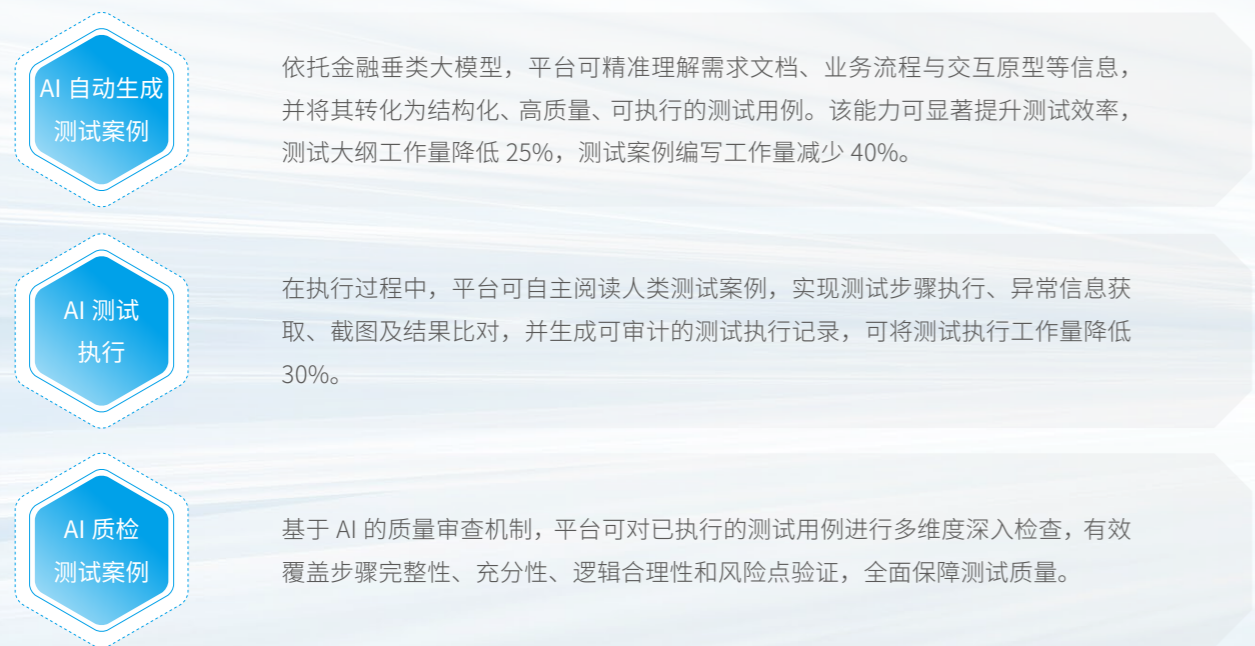 AI 自动生成
测试案例
依托金融垂类大模型，平台可精准理解需求文档、业务流程与交互原型等信息，
并将其转化为结构化、高质量、可执行的测试用例。该能力可显著提升测试效率，
测试大纲工作量降低 25%，测试案例编写工作量减少 40%。
AI 测试
执行
在执行过程中，平台可自主阅读人类测试案例，实现测试步骤执行、异常信息获
取、截图及结果比对，并生成可审计的测试执行记录，可将测试执行工作量降低
30%。
AI 质检
测试案例
基于 AI 的质量审查机制，平台可对已执行的测试用例进行多维度深入检查，有效
覆盖步骤完整性、充分性、逻辑合理性和风险点验证，全面保障测试质量。